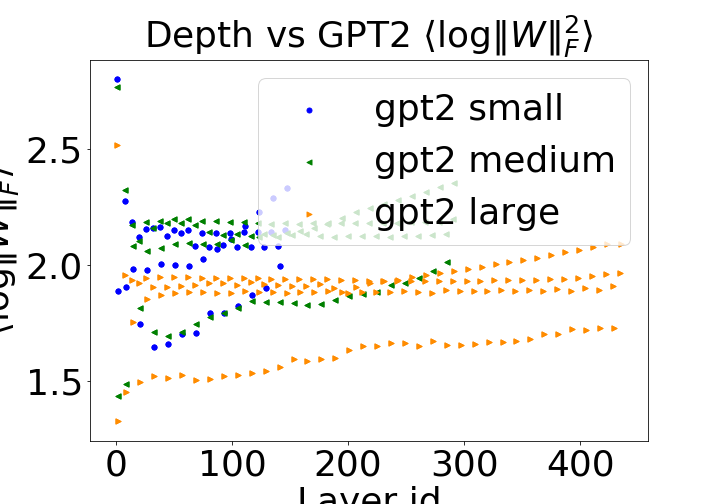 Depth vs GPT2 ⟨log‖W‖²_F⟩
gpt2 small
gpt2 medium
gpt2 large
2.5
2.0
1.5
0 100 200 300 400
Layer id